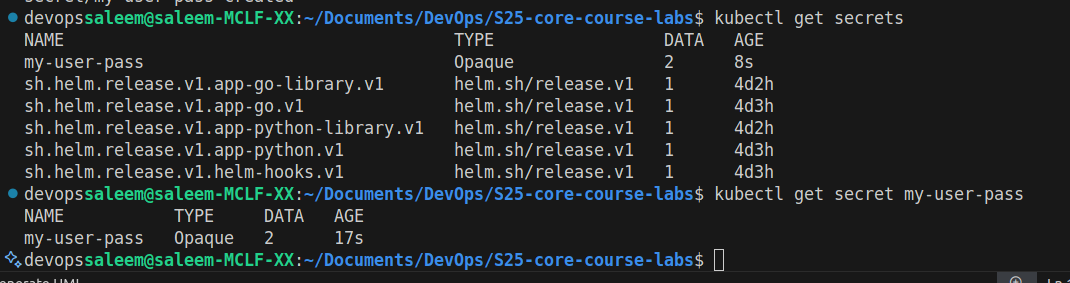 secret/my-user-pass created
devopssaleem@saleem-MCLF-XX:~/Documents/DevOps/S25-core-course-labs$ kubectl get secrets
NAME TYPE DATA AGE
my-user-pass Opaque 2 8s
sh.helm.release.v1.app-go-library.v1 helm.sh/release.v1 1 4d2h
sh.helm.release.v1.app-go.v1 helm.sh/release.v1 1 4d3h
sh.helm.release.v1.app-python-library.v1 helm.sh/release.v1 1 4d2h
sh.helm.release.v1.app-python.v1 helm.sh/release.v1 1 4d3h
sh.helm.release.v1.helm-hooks.v1 helm.sh/release.v1 1 4d3h
devopssaleem@saleem-MCLF-XX:~/Documents/DevOps/S25-core-course-labs$ kubectl get secret my-user-pass
NAME TYPE DATA AGE
my-user-pass Opaque 2 17s
devopssaleem@saleem-MCLF-XX:~/Documents/DevOps/S25-core-course-labs$